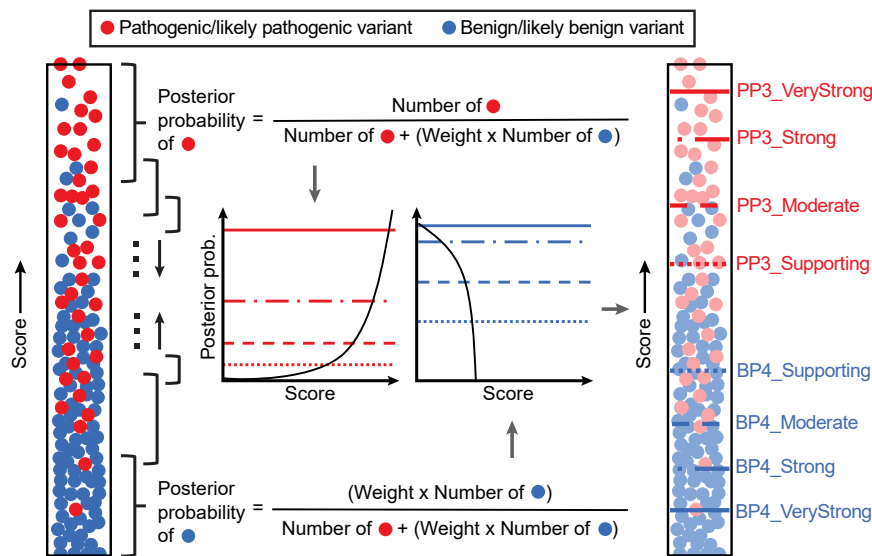 Pathogenic/likely pathogenic variant
Benign/likely benign variant
Posterior
probability
of
=
Number of
Number of + (Weight x Number of )
Score
Posterior prob.
Score
Score
Posterior
probability
of
=
(Weight x Number of )
Number of + (Weight x Number of )
Score
PP3_VeryStrong
PP3_Strong
PP3_Moderate
PP3_Supporting
BP4_Supporting
BP4_Moderate
BP4_Strong
BP4_VeryStrong